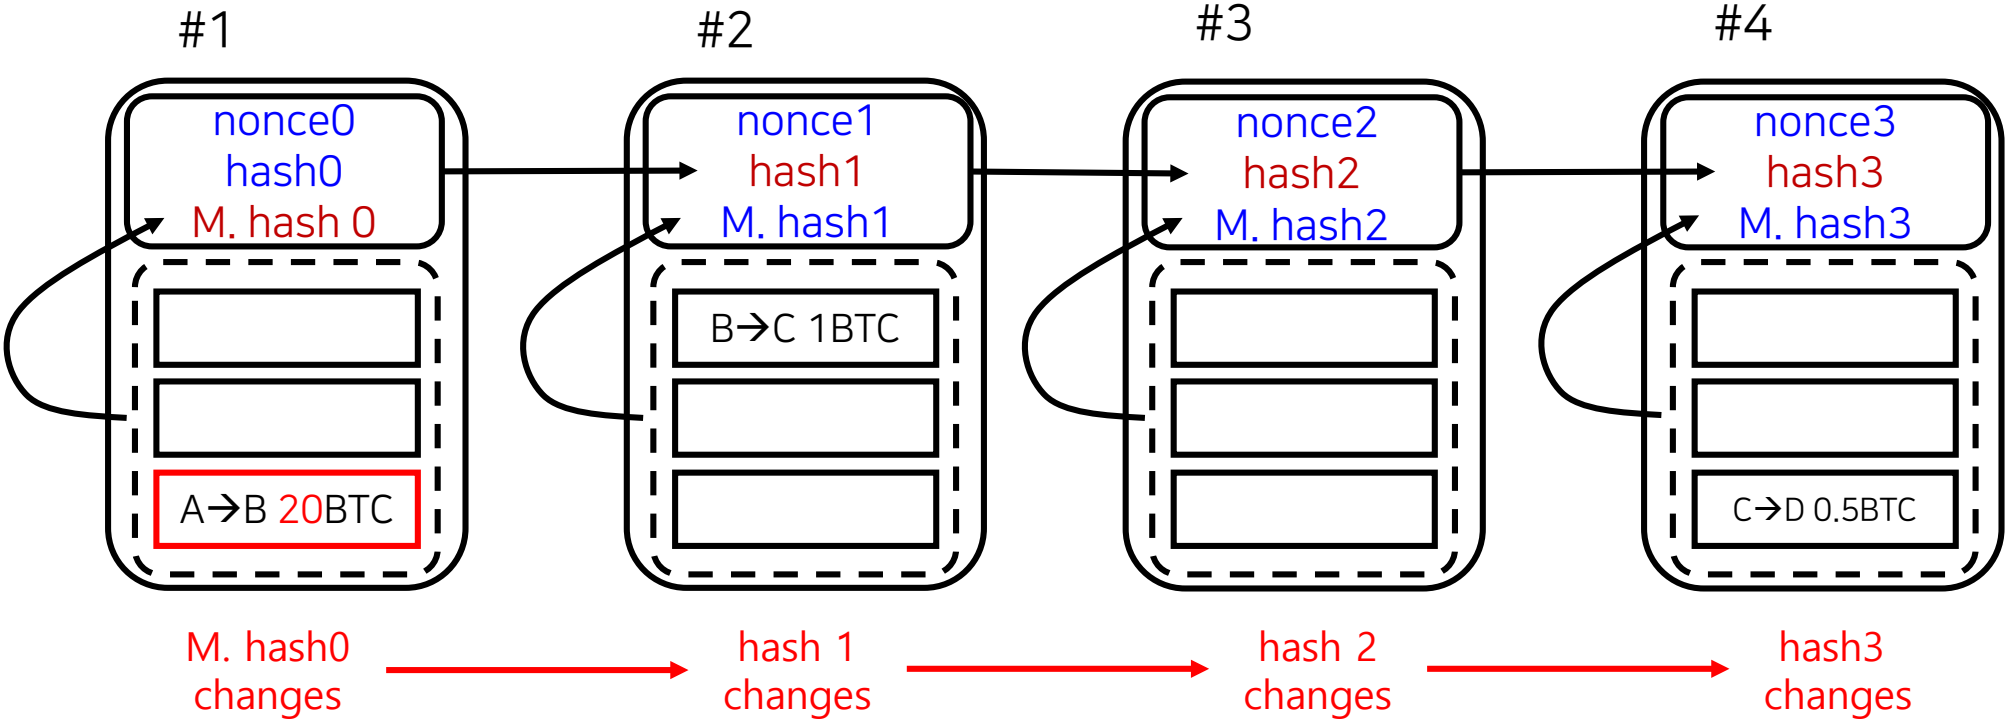 #1
#2
#3
#4
nonce0
hash0
M. hash 0
nonce1
hash1
M. hash1
nonce2
hash2
M. hash2
nonce3
hash3
M. hash3
A→B 20BTC
B→C 1BTC
C→D 0.5BTC
M. hash0
changes
hash 1
changes
hash 2
changes
hash3
changes